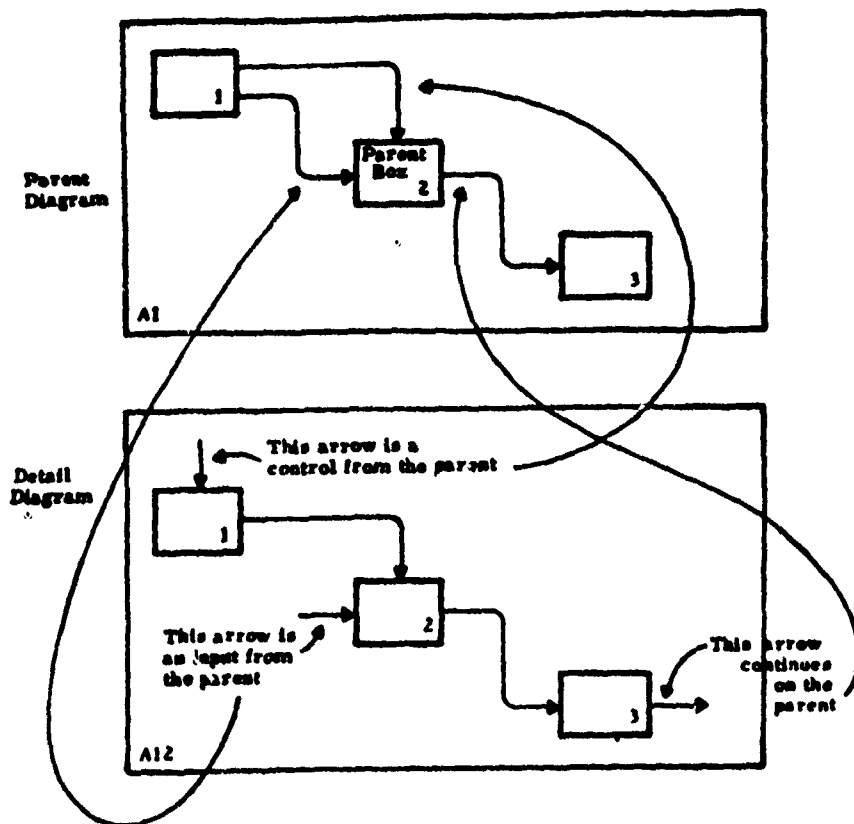 1
Parent
Box
2
Parent
Diagram
3
A1
This arrow is a
control from the parent
Detail
Diagram
1
2
This arrow is
an input from
the parent
This arrow
continues
on the
parent
3
A12